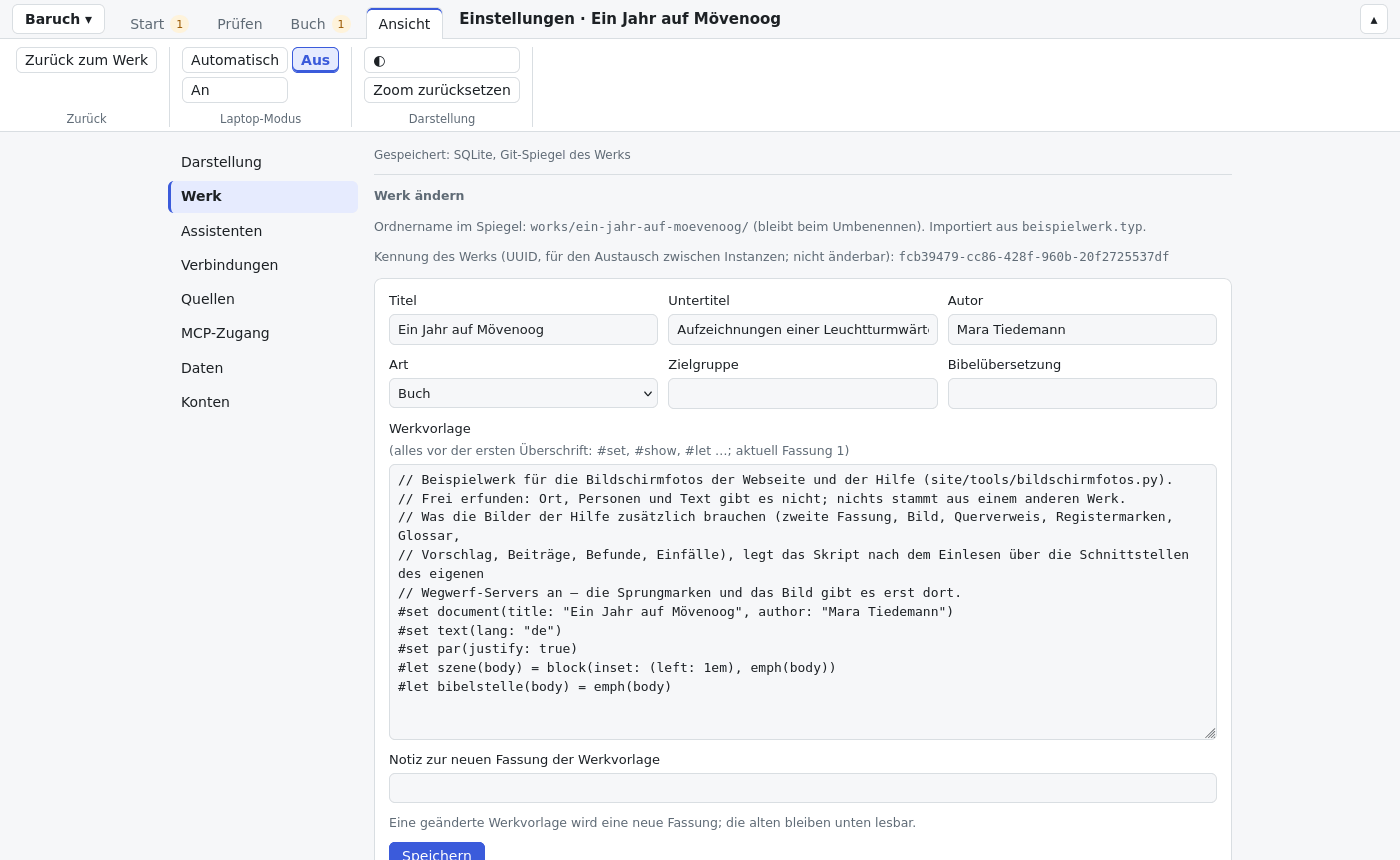 Baruch ▾
Start 1
Prüfen
Buch 1
Ansicht
Einstellungen · Ein Jahr auf Mövenoog
▴
Zurück zum Werk
Automatisch
Aus
◐
An
Zoom zurücksetzen
Zurück
Laptop-Modus
Darstellung
Darstellung
Werk
Assistenten
Verbindungen
Quellen
MCP-Zugang
Daten
Konten
Gespeichert: SQLite, Git-Spiegel des Werks
Werk ändern
Ordnername im Spiegel: works/ein-jahr-auf-moevenoog/ (bleibt beim Umbenennen). Importiert aus beispielwerk.typ.
Kennung des Werks (UUID, für den Austausch zwischen Instanzen; nicht änderbar): fcb39479-cc86-428f-960b-20f2725537df
Titel
Untertitel
Autor
Ein Jahr auf Mövenoog
Aufzeichnungen einer Leuchtturmwärte
Mara Tiedemann
Art
Zielgruppe
Bibelübersetzung
Buch
Werkvorlage
(alles vor der ersten Überschrift: #set, #show, #let …; aktuell Fassung 1)
// Beispielwerk für die Bildschirmfotos der Webseite und der Hilfe (site/tools/bildschirmfotos.py).
// Frei erfunden: Ort, Personen und Text gibt es nicht; nichts stammt aus einem anderen Werk.
// Was die Bilder der Hilfe zusätzlich brauchen (zweite Fassung, Bild, Querverweis, Registermarken,
Glossar,
// Vorschlag, Beiträge, Befunde, Einfälle), legt das Skript nach dem Einlesen über die Schnittstellen
des eigenen
// Wegwerf-Servers an — die Sprungmarken und das Bild gibt es erst dort.
#set document(title: "Ein Jahr auf Mövenoog", author: "Mara Tiedemann")
#set text(lang: "de")
#set par(justify: true)
#let szene(body) = block(inset: (left: 1em), emph(body))
#let bibelstelle(body) = emph(body)
Notiz zur neuen Fassung der Werkvorlage
Eine geänderte Werkvorlage wird eine neue Fassung; die alten bleiben unten lesbar.
Speichern